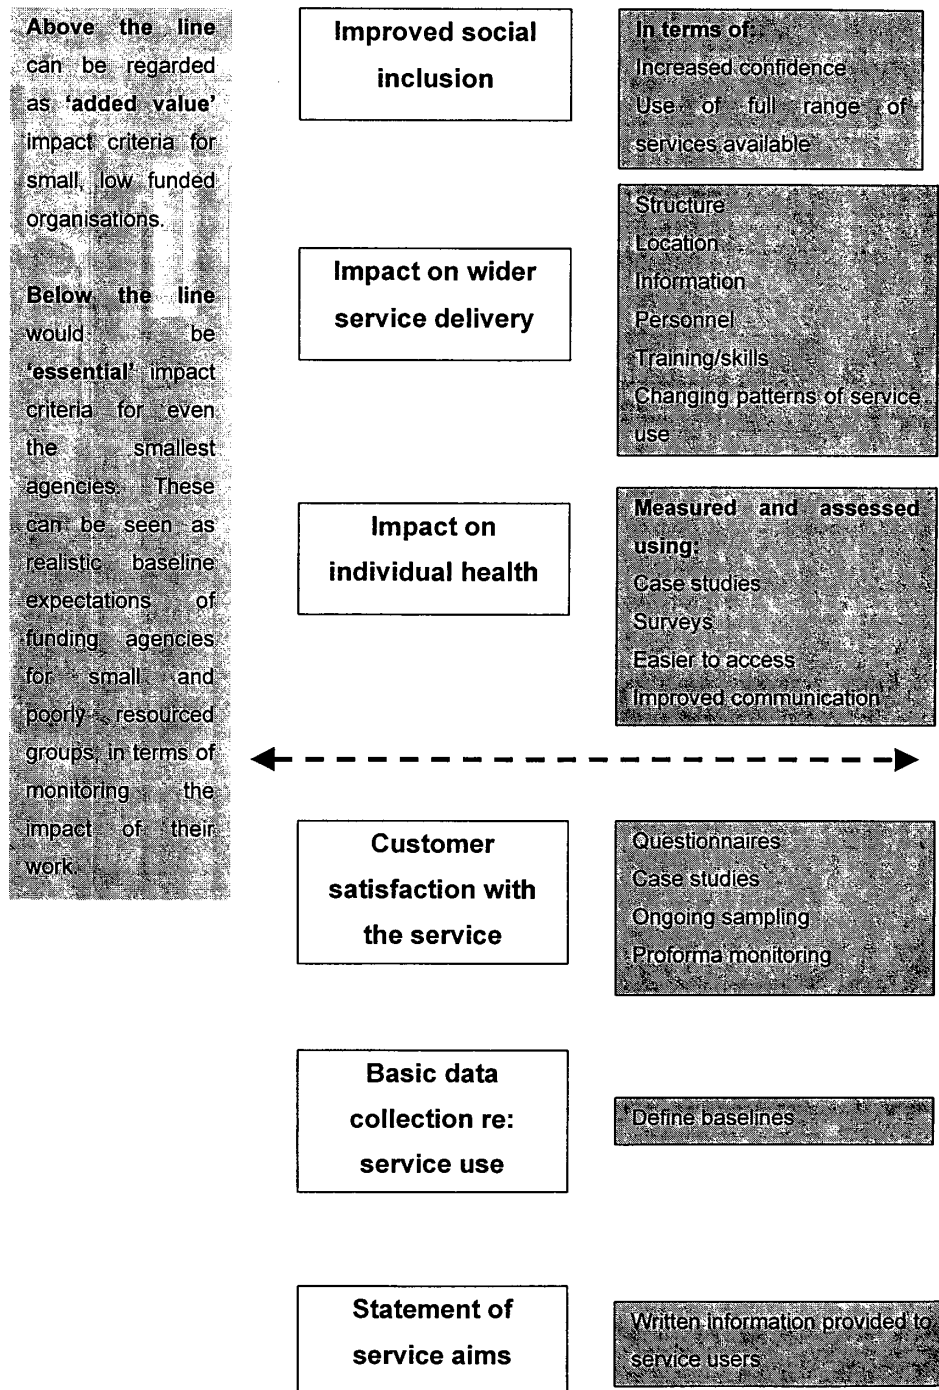 Above the line
can be regarded
as 'added value'
impact criteria for
small, low funded
organisations.
Below the line
would be
'essential' impact
criteria for even
the smallest
agencies. These
can be seen as
realistic baseline
expectations of
funding agencies
for small and
poorly resourced
groups, in terms of
monitoring the
impact of their
work.
Improved social
inclusion
In terms of:
Increased confidence
Use of full range of
services available
Impact on wider
service delivery
Structure
Location
Information
Personnel
Training/skills
Changing patterns of service
use
Impact on
individual health
Measured and assessed
using:
Case studies
Surveys
Easier to access
Improved communication
Customer
satisfaction with
the service
Questionnaires
Case studies
Ongoing sampling
Proforma monitoring
Basic data
collection re:
service use
Define baselines
Statement of
service aims
Written information provided to
service users